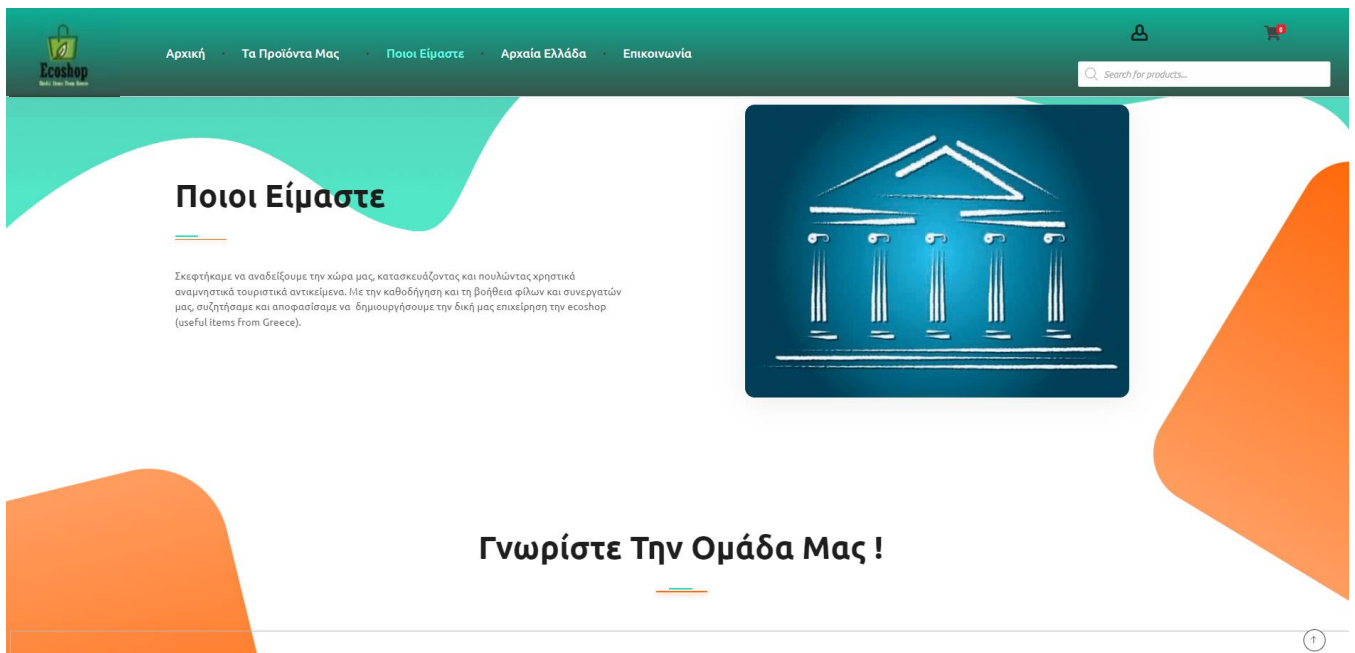 Ecoshop
Αρχική
Τα Προϊόντα Μας
Ποιοι Είμαστε
Αρχαία Ελλάδα
Επικοινωνία
0
Search for products...
Ποιοι Είμαστε
Σκεφτήκαμε να αναδείξουμε την χώρα μας, κατασκευάζοντας και πουλώντας χρηστικά
αναμνηστικά τουριστικά αντικείμενα. Με την καθοδήγηση και τη βοήθεια φίλων και συνεργατών
μας, συζητήσαμε και αποφασίσαμε να δημιουργήσουμε την δική μας επιχείρηση την ecoshop
(useful items from Greece).
Γνωρίστε Την Ομάδα Μας !